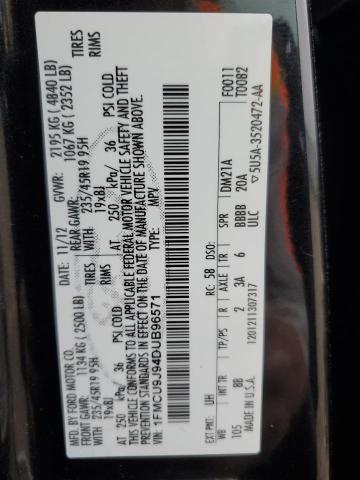 MFD. BY FORD MOTOR CO. DATE: 11/12 GVWR: 2195 KG ( 4840 LB)
FRONT GAWR: 1134 KG ( 2500 LB) REAR GAWR: 1067 KG ( 2352 LB)
WITH 235/45R19 95H TIRES WITH 235/45R19 95H TIRES
19x8J RIMS 19x8J RIMS
AT 250 kPa/ 36 PSI COLD AT 250 kPa/ 36 PSI COLD
THIS VEHICLE CONFORMS TO ALL APPLICABLE FEDERAL MOTOR VEHICLE SAFETY AND THEFT
PREVENTION STANDARDS IN EFFECT ON THE DATE OF MANUFACTURE SHOWN ABOVE.
VIN: 1FMCU9J94DUB96571
TYPE: MPV
F0011
T0082
EXT PNT: UH RC: 58 DSO:
WB INT TR TP/PS R AXLE TR SPR DM21A
105 8B 2 3A 6 BBBB 20A
ULC
MADE IN U.S.A. 1201211307317 5U5A-3520472-AA